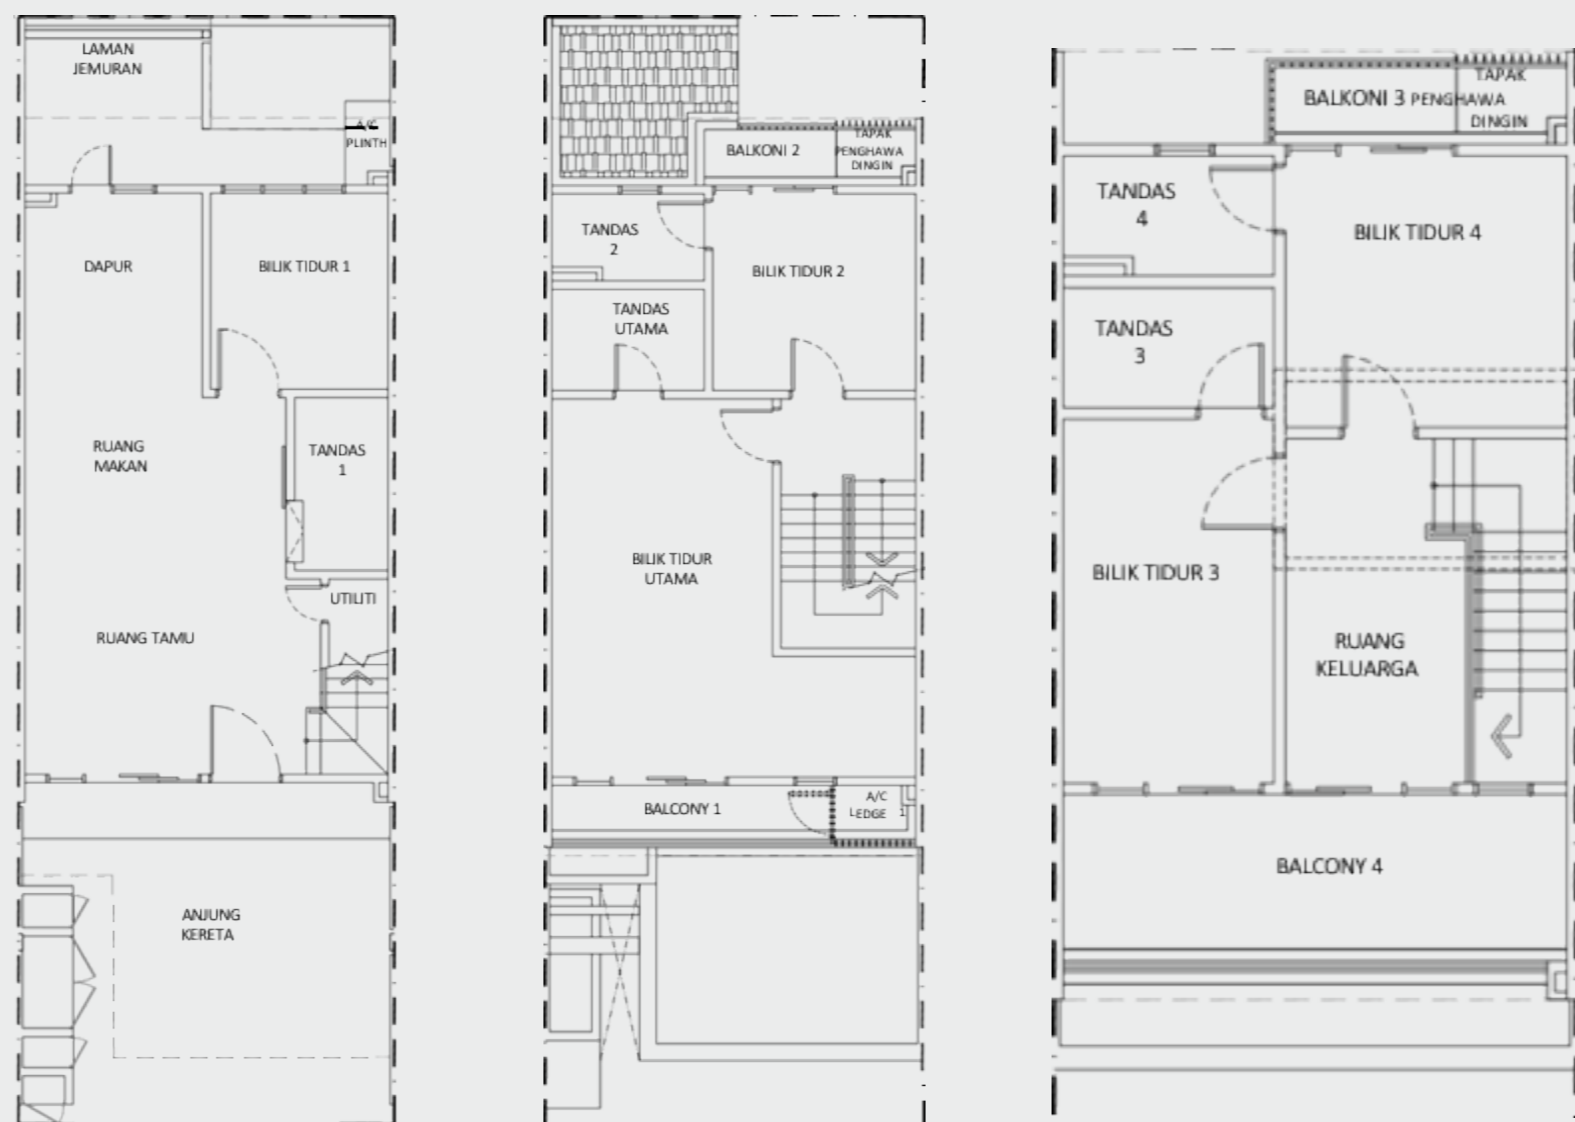 LAMAN
JEMURAN
A/C
PLINTH
DAPUR
BILIK TIDUR 1
RUANG
MAKAN
TANDAS
1
UTILITI
RUANG TAMU
ANJUNG
KERETA
BALKONI 2
TAPAK
PENGHAWA
DINGIN
TANDAS
2
BILIK TIDUR 2
TANDAS
UTAMA
BILIK TIDUR
UTAMA
BALCONY 1
A/C
LEDGE 1
BALKONI 3
TAPAK
PENGHAWA
DINGIN
TANDAS
4
BILIK TIDUR 4
TANDAS
3
BILIK TIDUR 3
RUANG
KELUARGA
BALCONY 4